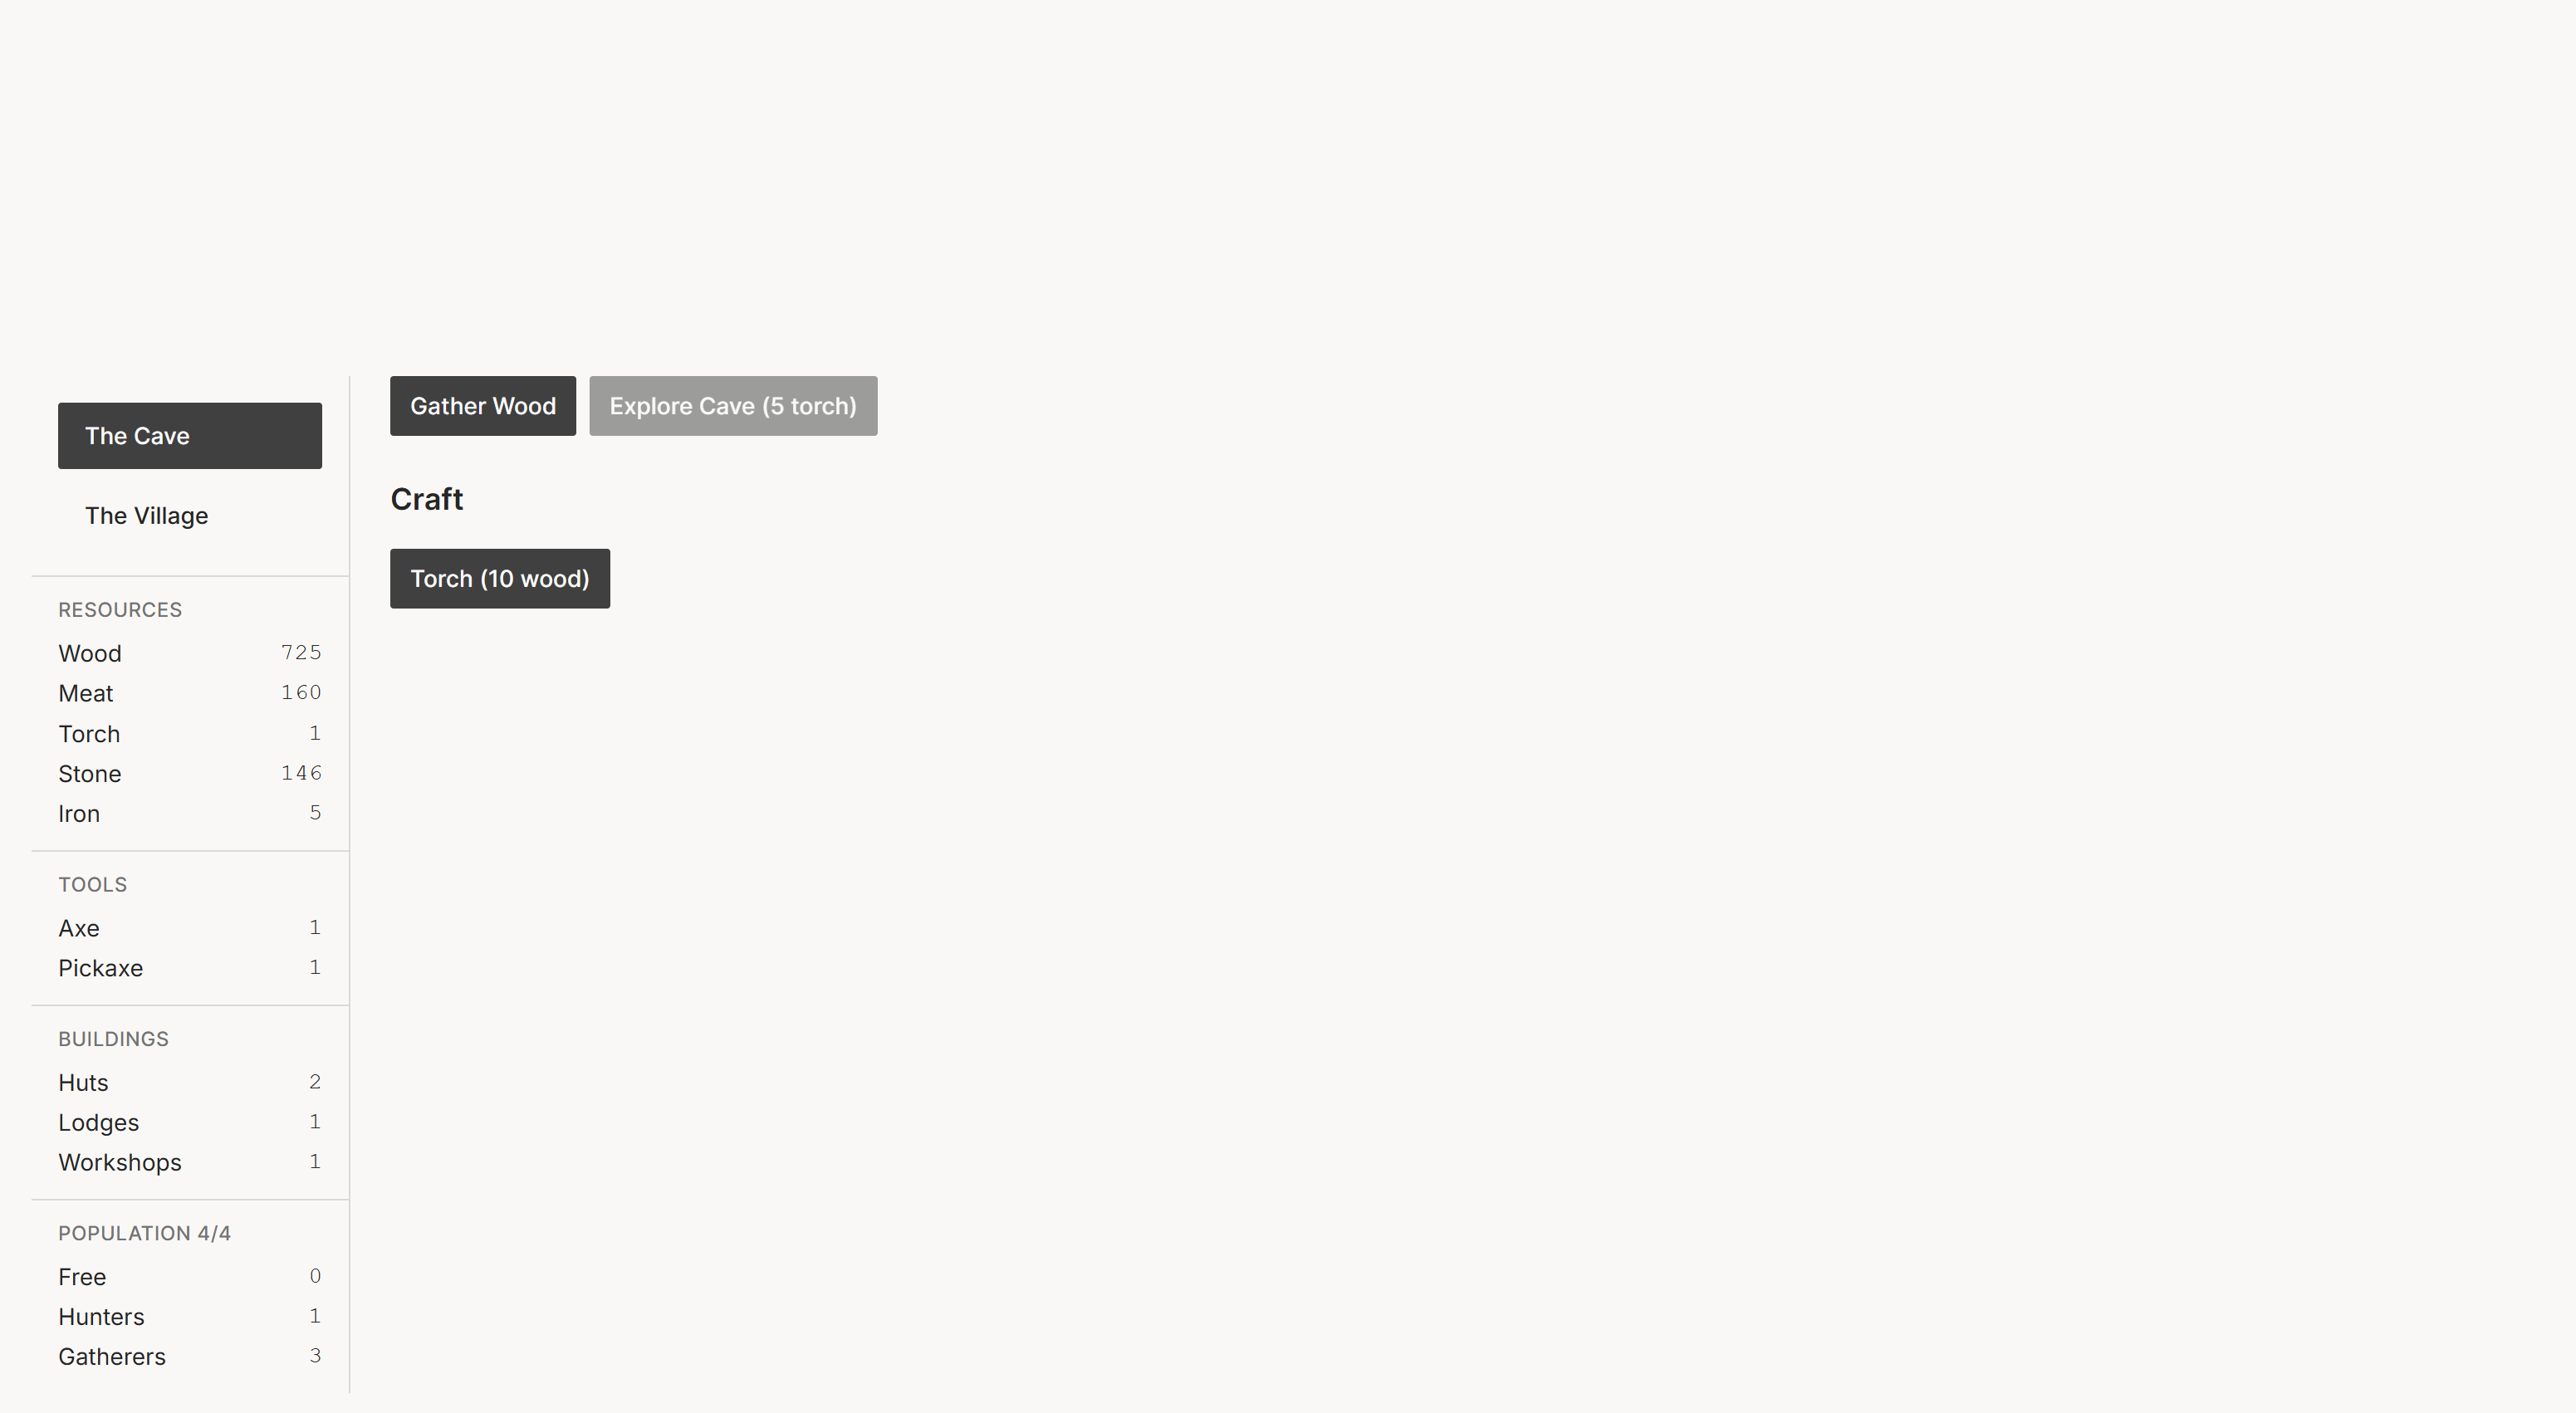 The Cave
The Village
RESOURCES
Wood 725
Meat 160
Torch 1
Stone 146
Iron 5
TOOLS
Axe 1
Pickaxe 1
BUILDINGS
Huts 2
Lodges 1
Workshops 1
POPULATION 4/4
Free 0
Hunters 1
Gatherers 3
Gather Wood Explore Cave (5 torch)
Craft
Torch (10 wood)